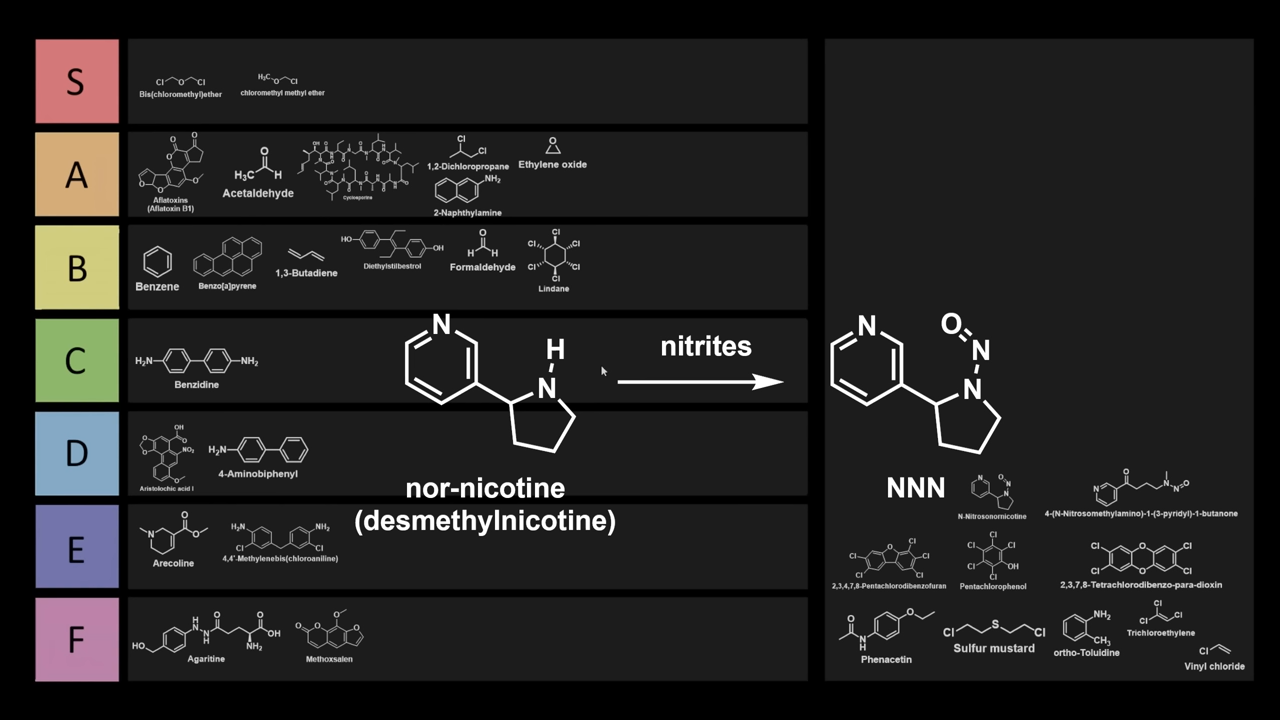 S
Bis(chloromethyl)ether
chloromethyl methyl ether
A
Aflatoxins
(Aflatoxin B1)
Acetaldehyde
Cyclosporine
1,2-Dichloropropane
2-Naphthylamine
Ethylene oxide
B
Benzene
Benzo[a]pyrene
1,3-Butadiene
Diethylstilbestrol
Formaldehyde
Lindane
C
Benzidine
D
Aristolochic acid I
4-Aminobiphenyl
E
Arecoline
4,4'-Methylenebis(chloroaniline)
F
Agaritine
Methoxsalen
nor-nicotine
(desmethylnicotine)
nitrites
NNN
N-Nitrosonornicotine
4-(N-Nitrosomethylamino)-1-(3-pyridyl)-1-butanone
2,3,4,7,8-Pentachlorodibenzofuran
Pentachlorophenol
2,3,7,8-Tetrachlorodibenzo-para-dioxin
Phenacetin
Sulfur mustard
ortho-Toluidine
Trichloroethylene
Vinyl chloride